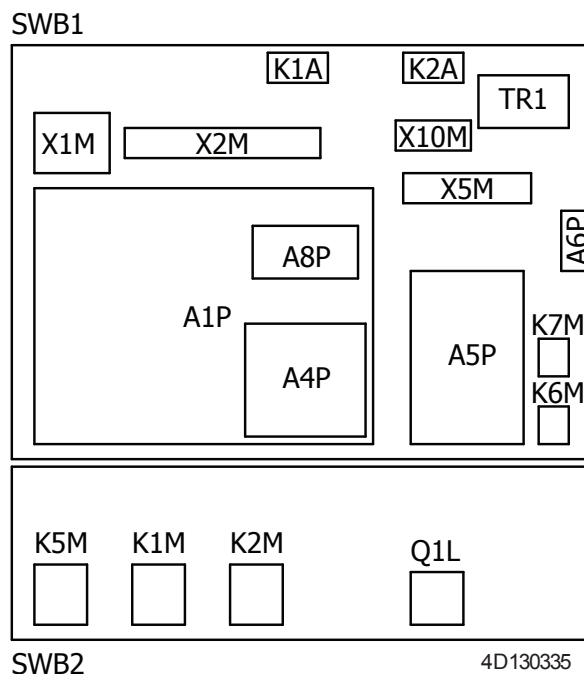 SWB1
K1A
K2A
TR1
X1M
X2M
X10M
X5M
A6P
A8P
A1P
K7M
A5P
A4P
K6M
K5M
K1M
K2M
Q1L
SWB2
4D130335